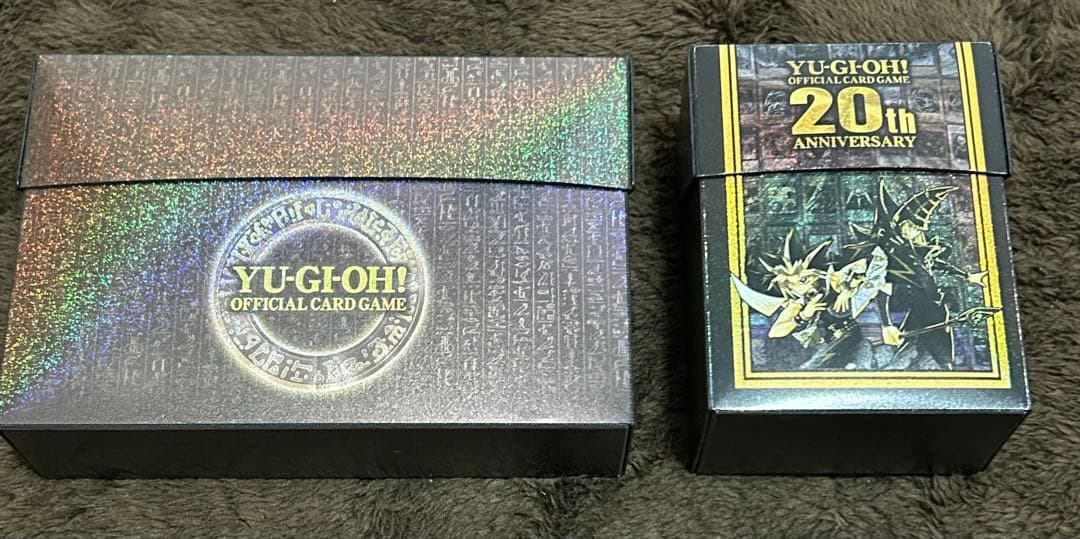 YU-GI-OH!
OFFICIAL CARD GAME
YU-GI-OH!
OFFICIAL CARD GAME
20th
ANNIVERSARY